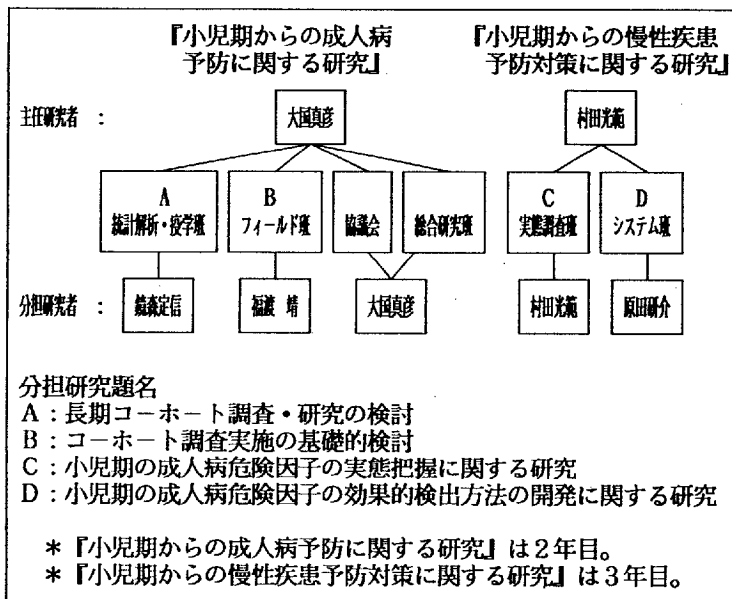 『小児期からの成人病
予防に関する研究』
『小児期からの慢性疾患
予防対策に関する研究』
主任研究者 :
大国真彦
村田光範
A
統計解析・疫学班
B
フィールド班
協議会
総合研究班
C
実態調査班
D
システム班
分担研究者 :
鏡森定信
福渡 靖
大国真彦
村田光範
原田研介
分担研究題名
A:長期コーホート調査・研究の検討
B:コーホート調査実施の基礎的検討
C:小児期の成人病危険因子の実態把握に関する研究
D:小児期の成人病危険因子の効果的検出方法の開発に関する研究
*『小児期からの成人病予防に関する研究』は2年目。
*『小児期からの慢性疾患予防対策に関する研究』は3年目。